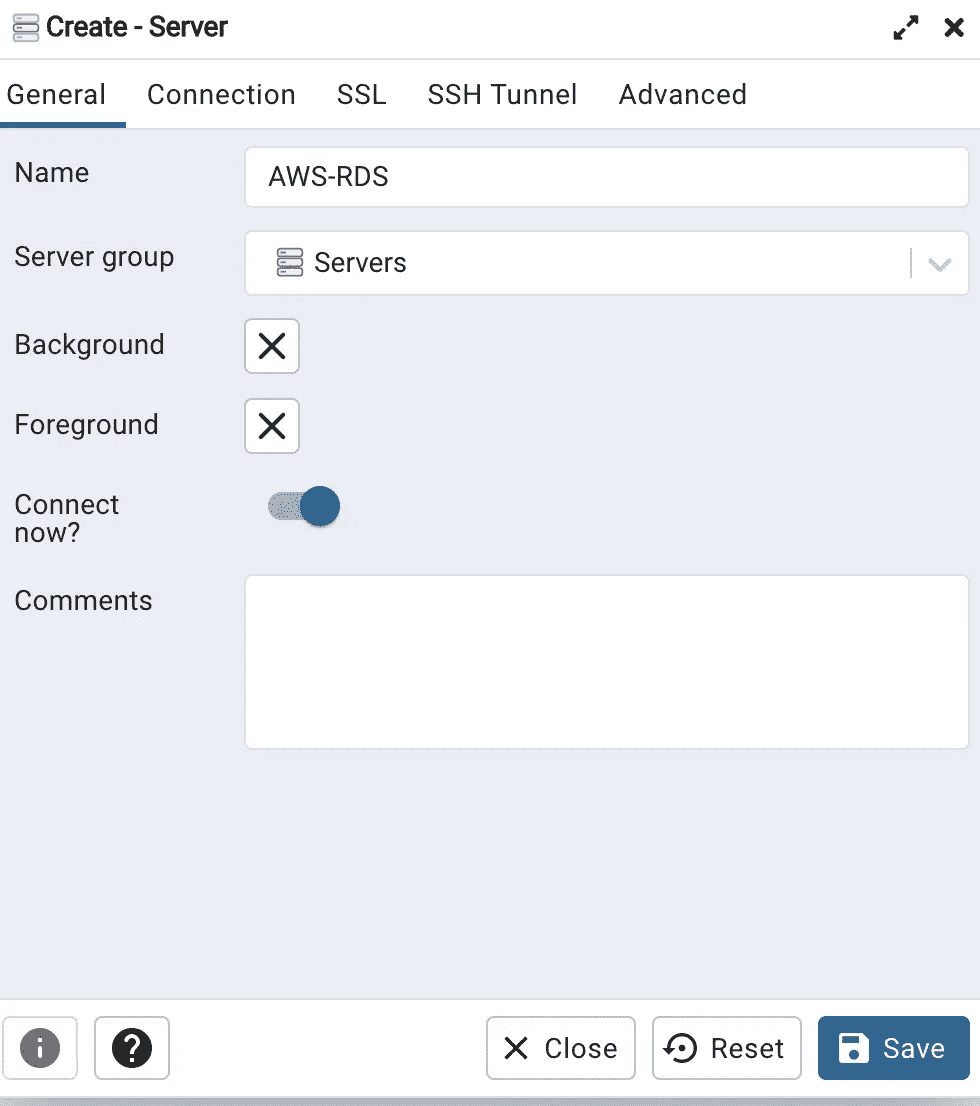 Create - Server
General Connection SSL SSH Tunnel Advanced
Name AWS-RDS
Server group Servers
Background
Foreground
Connect
now?
Comments
Close Reset Save